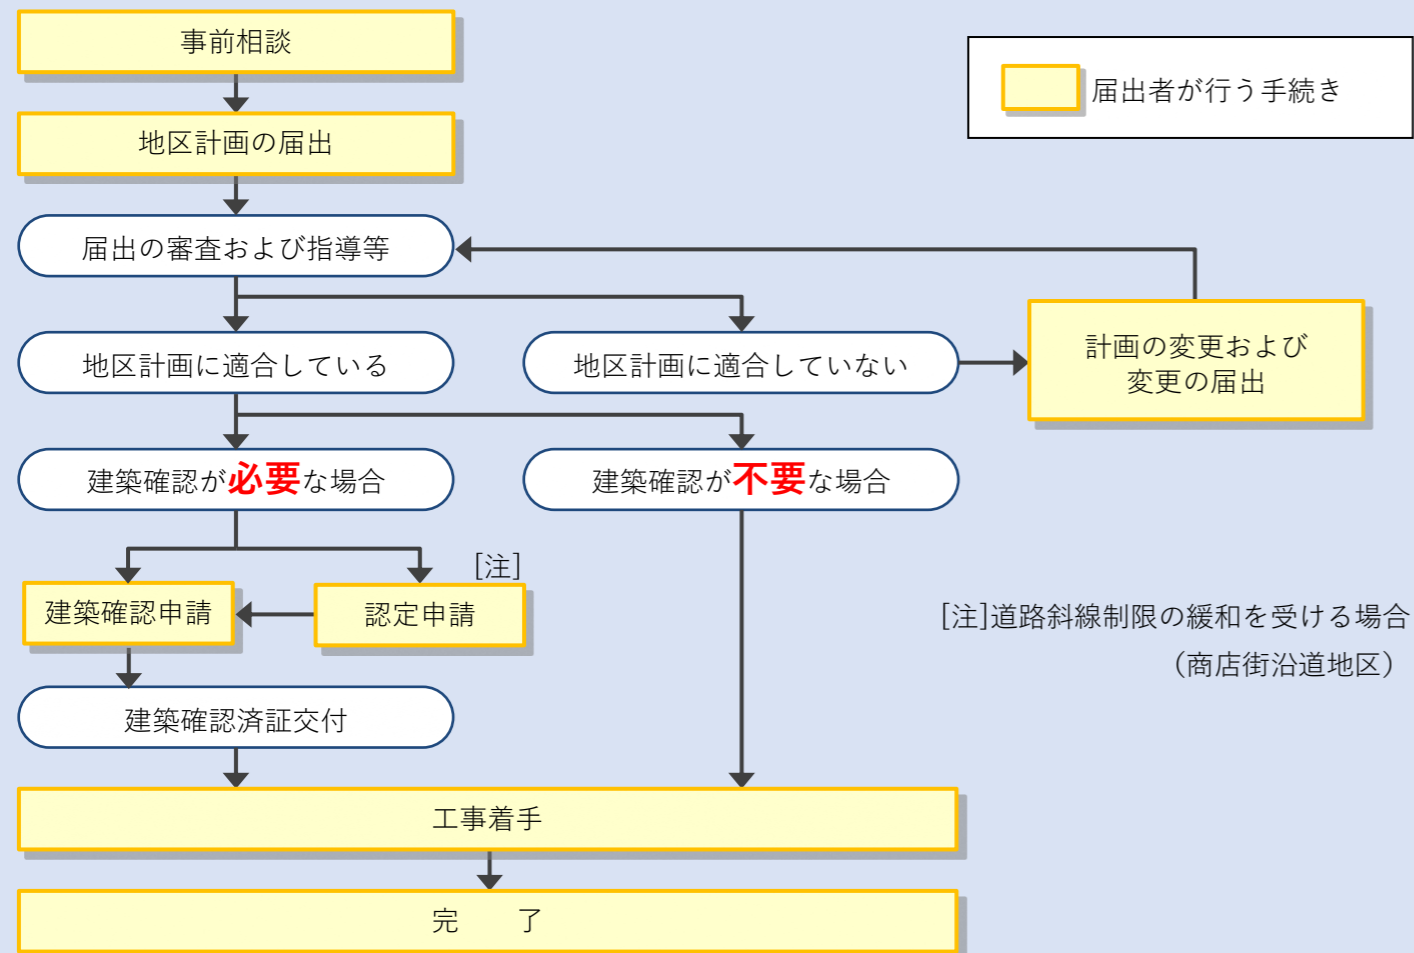 事前相談
届出者が行う手続き
地区計画の届出
届出の審査および指導等
地区計画に適合している
地区計画に適合していない
計画の変更および
変更の届出
建築確認が必要な場合
建築確認が不要な場合
[注]
建築確認申請
認定申請
[注]道路斜線制限の緩和を受ける場合
（商店街沿道地区）
建築確認済証交付
工事着手
完　　了